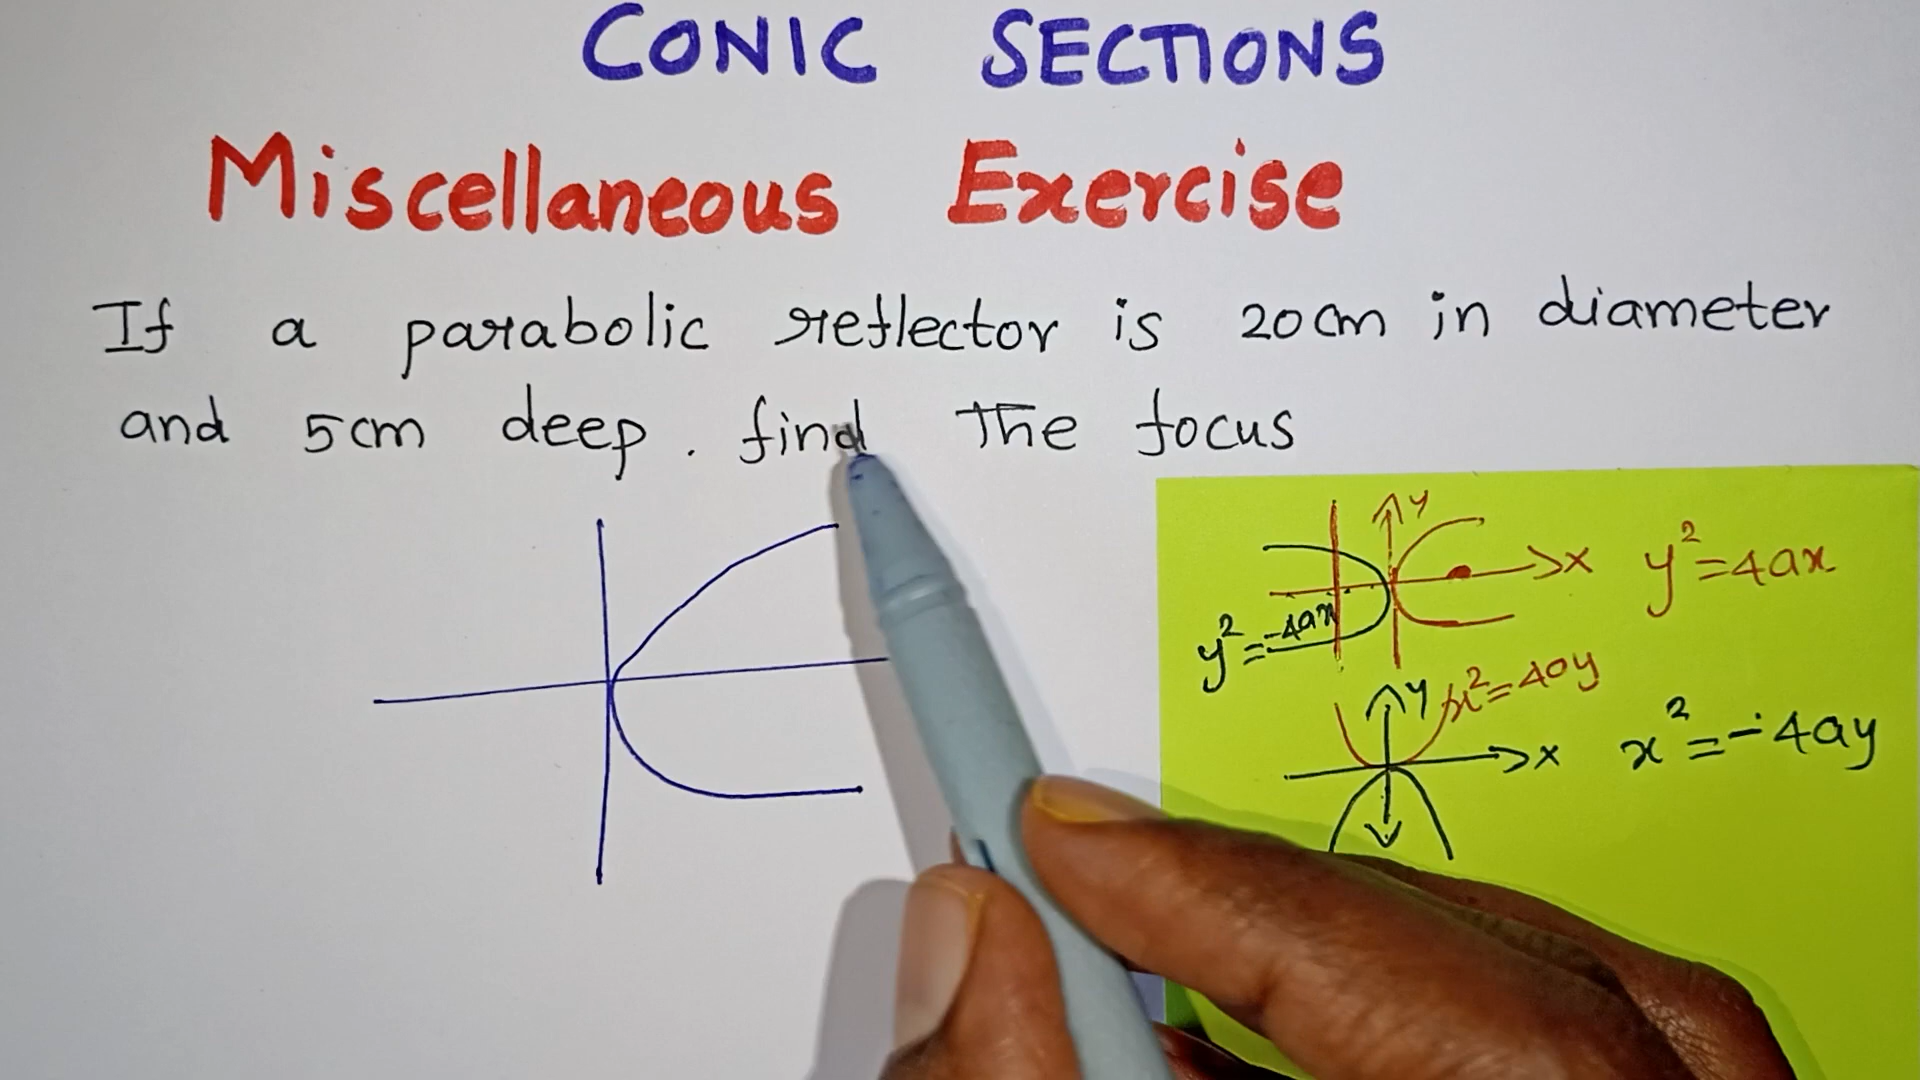 CONIC SECTIONS
Miscellaneous Exercise
If a parabolic reflector is 20cm in diameter
and 5cm deep. find the focus
y
x
y² = 4ax
y² = -4ax
y
x² = 4ay
x
x² = -4ay